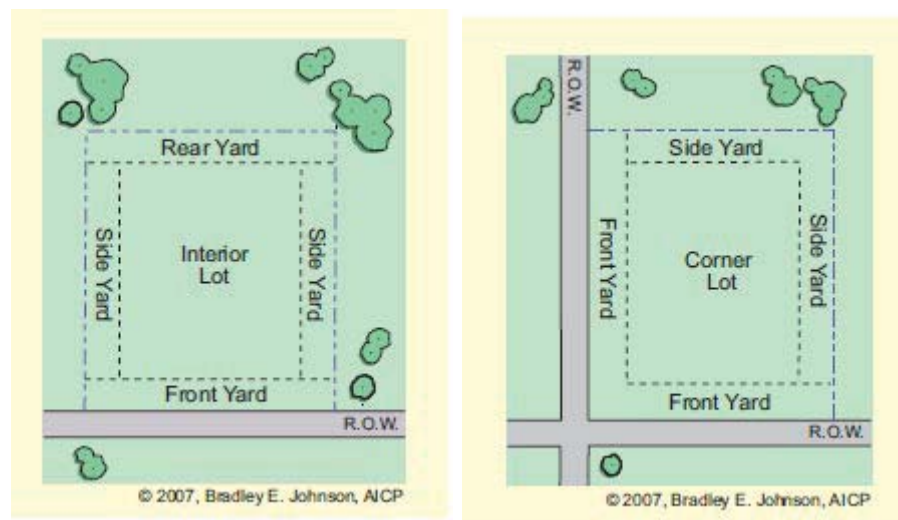 Rear Yard
Side Yard
Interior
Lot
Side Yard
Front Yard
R.O.W.
© 2007, Bradley E. Johnson, AICP
R.O.W.
Side Yard
Front Yard
Corner
Lot
Side Yard
Front Yard
R.O.W.
© 2007, Bradley E. Johnson, AICP